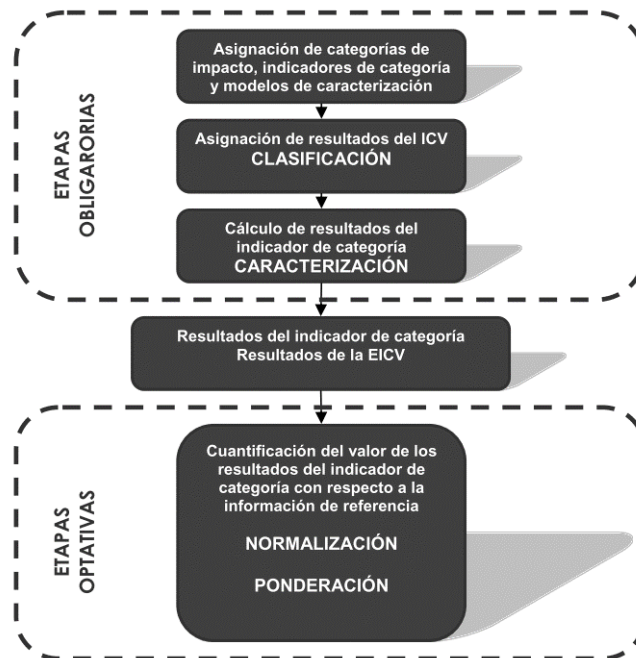 ETAPAS
OBLIGARORIAS
Asignación de categorías de
impacto, indicadores de categoría
y modelos de caracterización
Asignación de resultados del ICV
CLASIFICACIÓN
Cálculo de resultados del
indicador de categoría
CARACTERIZACIÓN
Resultados del indicador de categoría
Resultados de la EICV
ETAPAS
OPTATIVAS
Cuantificación del valor de los
resultados del indicador de
categoría con respecto a la
información de referencia
NORMALIZACIÓN
PONDERACIÓN